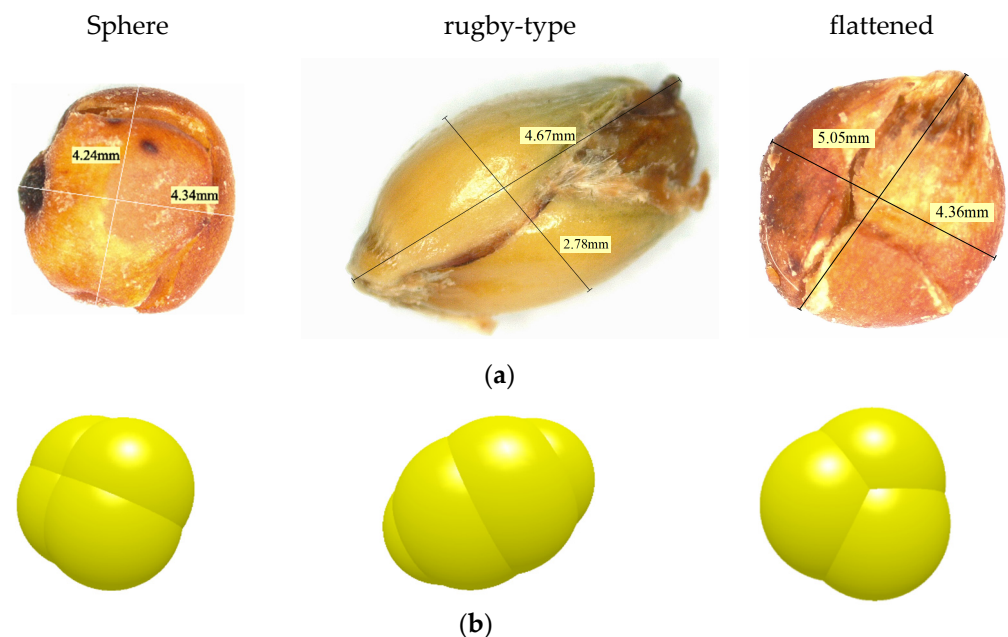 Sphere
rugby-type
flattened
4.24mm
4.34mm
4.67mm
2.78mm
5.05mm
4.36mm
(a)
(b)